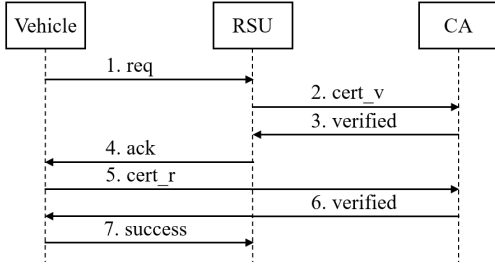 Vehicle RSU CA
1. req
2. cert_v
3. verified
4. ack
5. cert_r
6. verified
7. success